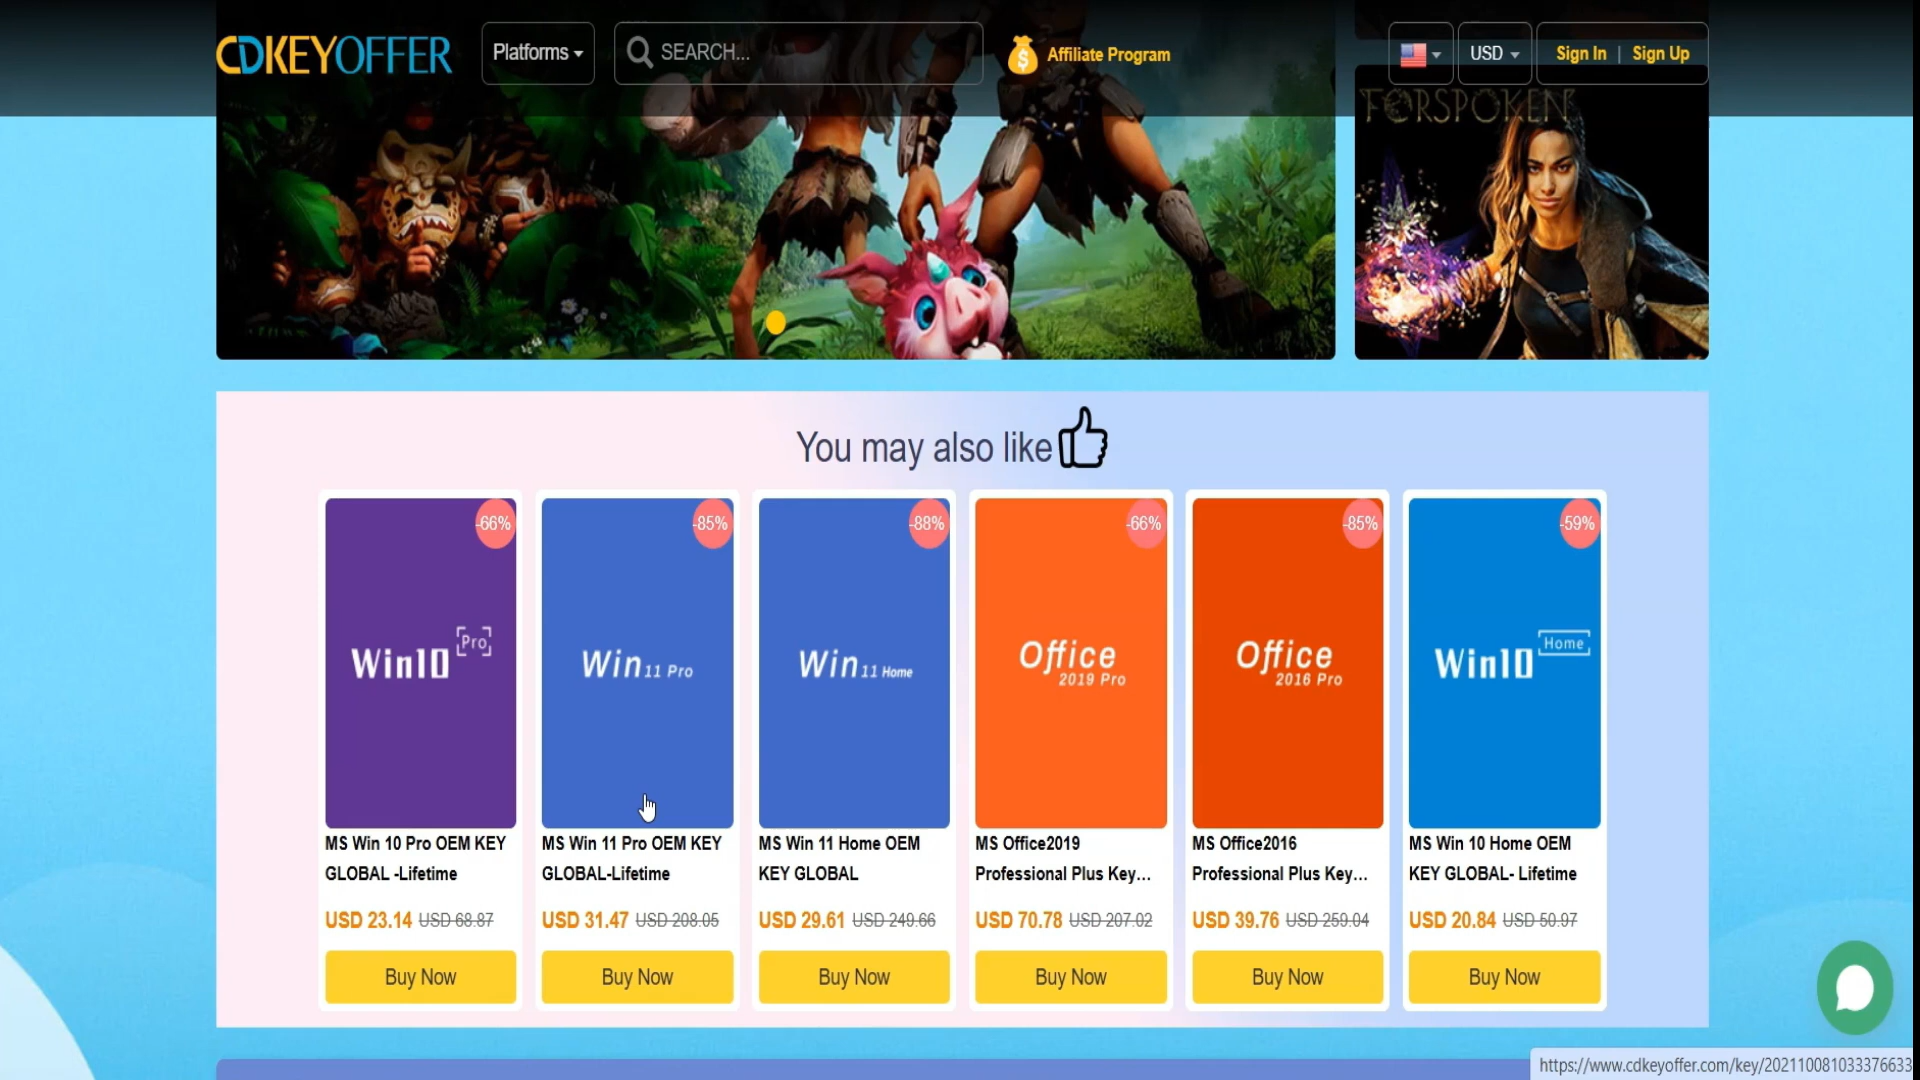 CDKEYOFFER
Platforms
SEARCH...
Affiliate Program
USD
Sign In | Sign Up
FORSPOKEN
You may also like
-66%
Win10 Pro
MS Win 10 Pro OEM KEY
GLOBAL -Lifetime
USD 23.14 USD 68.87
Buy Now
-85%
Win 11 Pro
MS Win 11 Pro OEM KEY
GLOBAL-Lifetime
USD 31.47 USD 208.05
Buy Now
-88%
Win 11 Home
MS Win 11 Home OEM
KEY GLOBAL
USD 29.61 USD 249.66
Buy Now
-66%
Office
2019 Pro
MS Office2019
Professional Plus Key...
USD 70.78 USD 207.02
Buy Now
-85%
Office
2016 Pro
MS Office2016
Professional Plus Key...
USD 39.76 USD 259.04
Buy Now
-59%
Win10 Home
MS Win 10 Home OEM
KEY GLOBAL- Lifetime
USD 20.84 USD 50.97
Buy Now
https://www.cdkeyoffer.com/key/202110081033376633